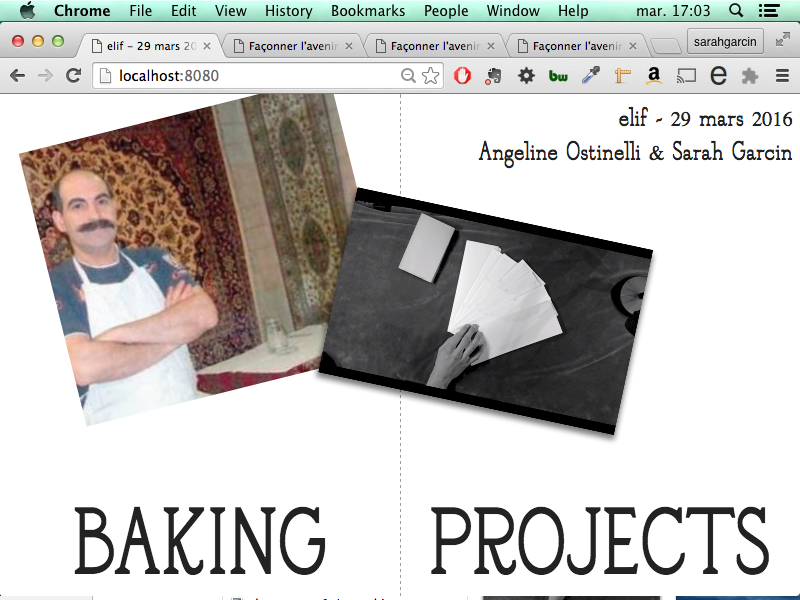 Chrome File Edit View History Bookmarks People Window Help mar. 17:03
elif - 29 mars 20 Façonner l'avenir Façonner l'avenir Façonner l'avenir sarahgarcin
localhost:8080
bw a e
elif - 29 mars 2016
Angeline Ostinelli & Sarah Garcin
BAKING PROJECTS